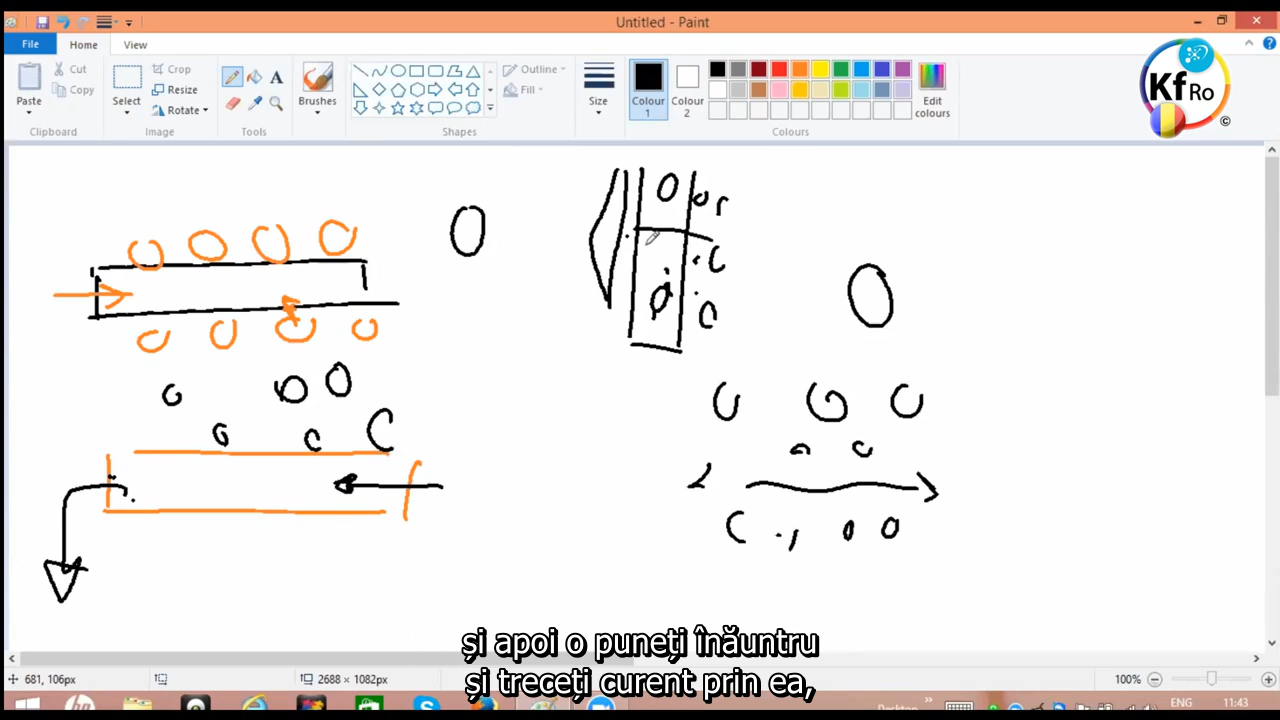 Untitled - Paint
File Home View
Cut
Copy
Paste
Clipboard
Select
Crop
Resize
Rotate
Image
A
Tools
Brushes
Shapes
Outline
Fill
Size
Colour 1
Colour 2
Edit colours
Colours
Kf Ro
©
și apoi o puneți înăuntru
și treceți curent prin ea,
681, 106px
2688 × 1082px
100%
Desktop
ENG
11:43